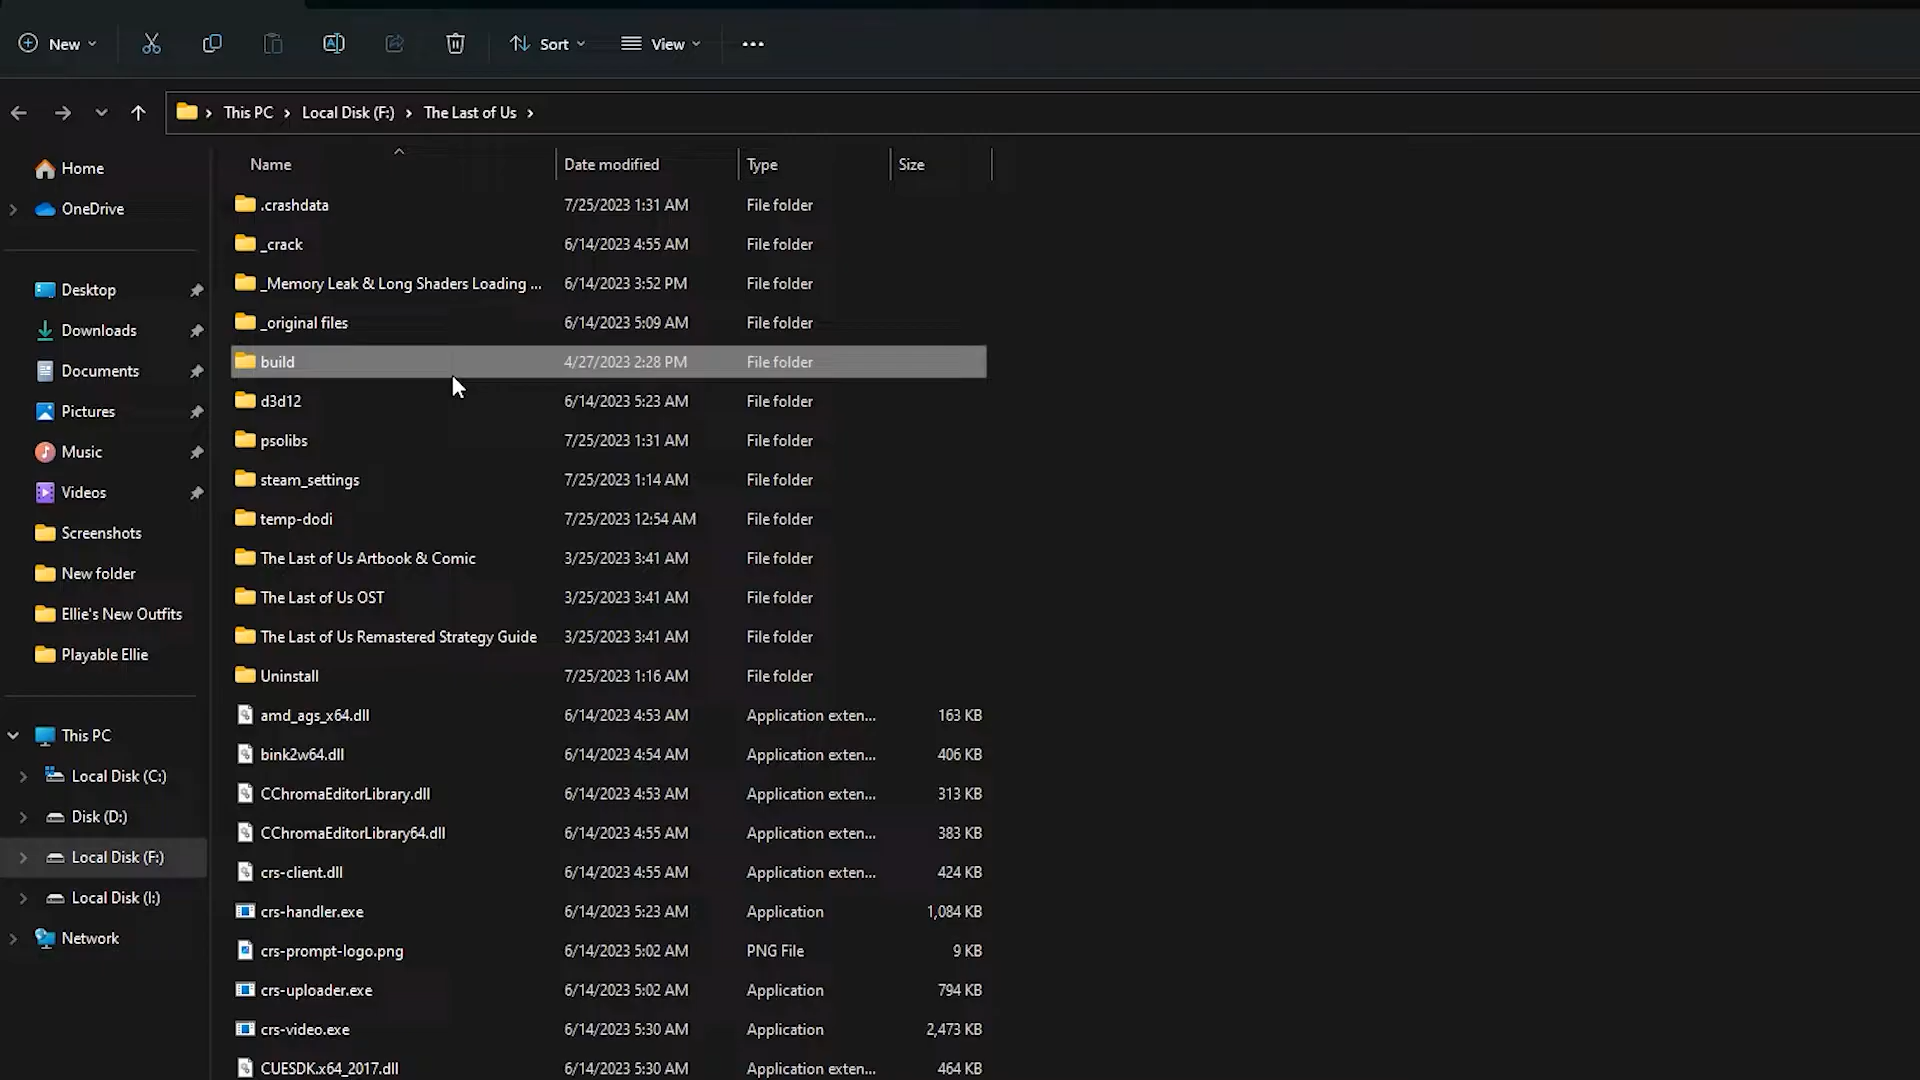 New
Sort
View
This PC
Local Disk (F:)
The Last of Us
Name
Date modified
Type
Size
Home
OneDrive
Desktop
Downloads
Documents
Pictures
Music
Videos
Screenshots
New folder
Ellie's New Outfits
Playable Ellie
This PC
Local Disk (C:)
Disk (D:)
Local Disk (F:)
Local Disk (I:)
Network
.crashdata 7/25/2023 1:31 AM File folder
_crack 6/14/2023 4:55 AM File folder
_Memory Leak & Long Shaders Loading ... 6/14/2023 3:52 PM File folder
_original files 6/14/2023 5:09 AM File folder
build 4/27/2023 2:28 PM File folder
d3d12 6/14/2023 5:23 AM File folder
psolibs 7/25/2023 1:31 AM File folder
steam_settings 7/25/2023 1:14 AM File folder
temp-dodi 7/25/2023 12:54 AM File folder
The Last of Us Artbook & Comic 3/25/2023 3:41 AM File folder
The Last of Us OST 3/25/2023 3:41 AM File folder
The Last of Us Remastered Strategy Guide 3/25/2023 3:41 AM File folder
Uninstall 7/25/2023 1:16 AM File folder
amd_ags_x64.dll 6/14/2023 4:53 AM Application exten... 163 KB
bink2w64.dll 6/14/2023 4:54 AM Application exten... 406 KB
CChromaEditorLibrary.dll 6/14/2023 4:53 AM Application exten... 313 KB
CChromaEditorLibrary64.dll 6/14/2023 4:55 AM Application exten... 383 KB
crs-client.dll 6/14/2023 4:55 AM Application exten... 424 KB
crs-handler.exe 6/14/2023 5:23 AM Application 1,084 KB
crs-prompt-logo.png 6/14/2023 5:02 AM PNG File 9 KB
crs-uploader.exe 6/14/2023 5:02 AM Application 794 KB
crs-video.exe 6/14/2023 5:30 AM Application 2,473 KB
CUESDK.x64_2017.dll 6/14/2023 5:30 AM Application exten... 464 KB